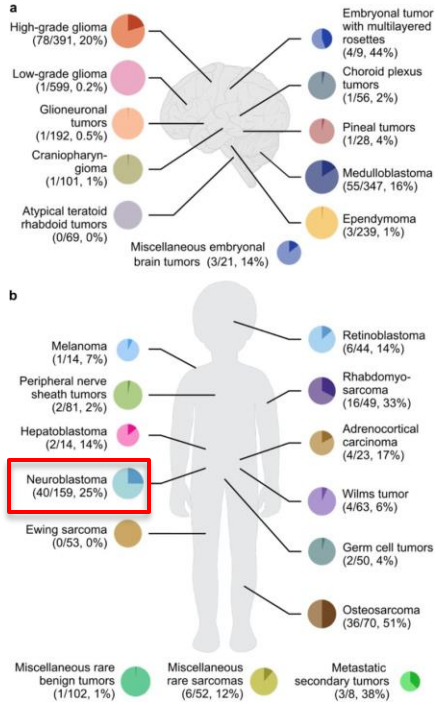 a
High-grade glioma
(78/391, 20%)
Low-grade glioma
(1/599, 0.2%)
Glioneuronal
tumors
(1/192, 0.5%)
Craniopharyn-
gioma
(1/101, 1%)
Atypical teratoid
rhabdoid tumors
(0/69, 0%)
Embryonal tumor
with multilayered
rosettes
(4/9, 44%)
Choroid plexus
tumors
(1/56, 2%)
Pineal tumors
(1/28, 4%)
Medulloblastoma
(55/347, 16%)
Ependymoma
(3/239, 1%)
Miscellaneous embryonal
brain tumors (3/21, 14%)
b
Melanoma
(1/14, 7%)
Peripheral nerve
sheath tumors
(2/81, 2%)
Hepatoblastoma
(2/14, 14%)
Neuroblastoma
(40/159, 25%)
Ewing sarcoma
(0/53, 0%)
Retinoblastoma
(6/44, 14%)
Rhabdomyo-
sarcoma
(16/49, 33%)
Adrenocortical
carcinoma
(4/23, 17%)
Wilms tumor
(4/63, 6%)
Germ cell tumors
(2/50, 4%)
Osteosarcoma
(36/70, 51%)
Miscellaneous rare
benign tumors
(1/102, 1%)
Miscellaneous
rare sarcomas
(6/52, 12%)
Metastatic
secondary tumors
(3/8, 38%)